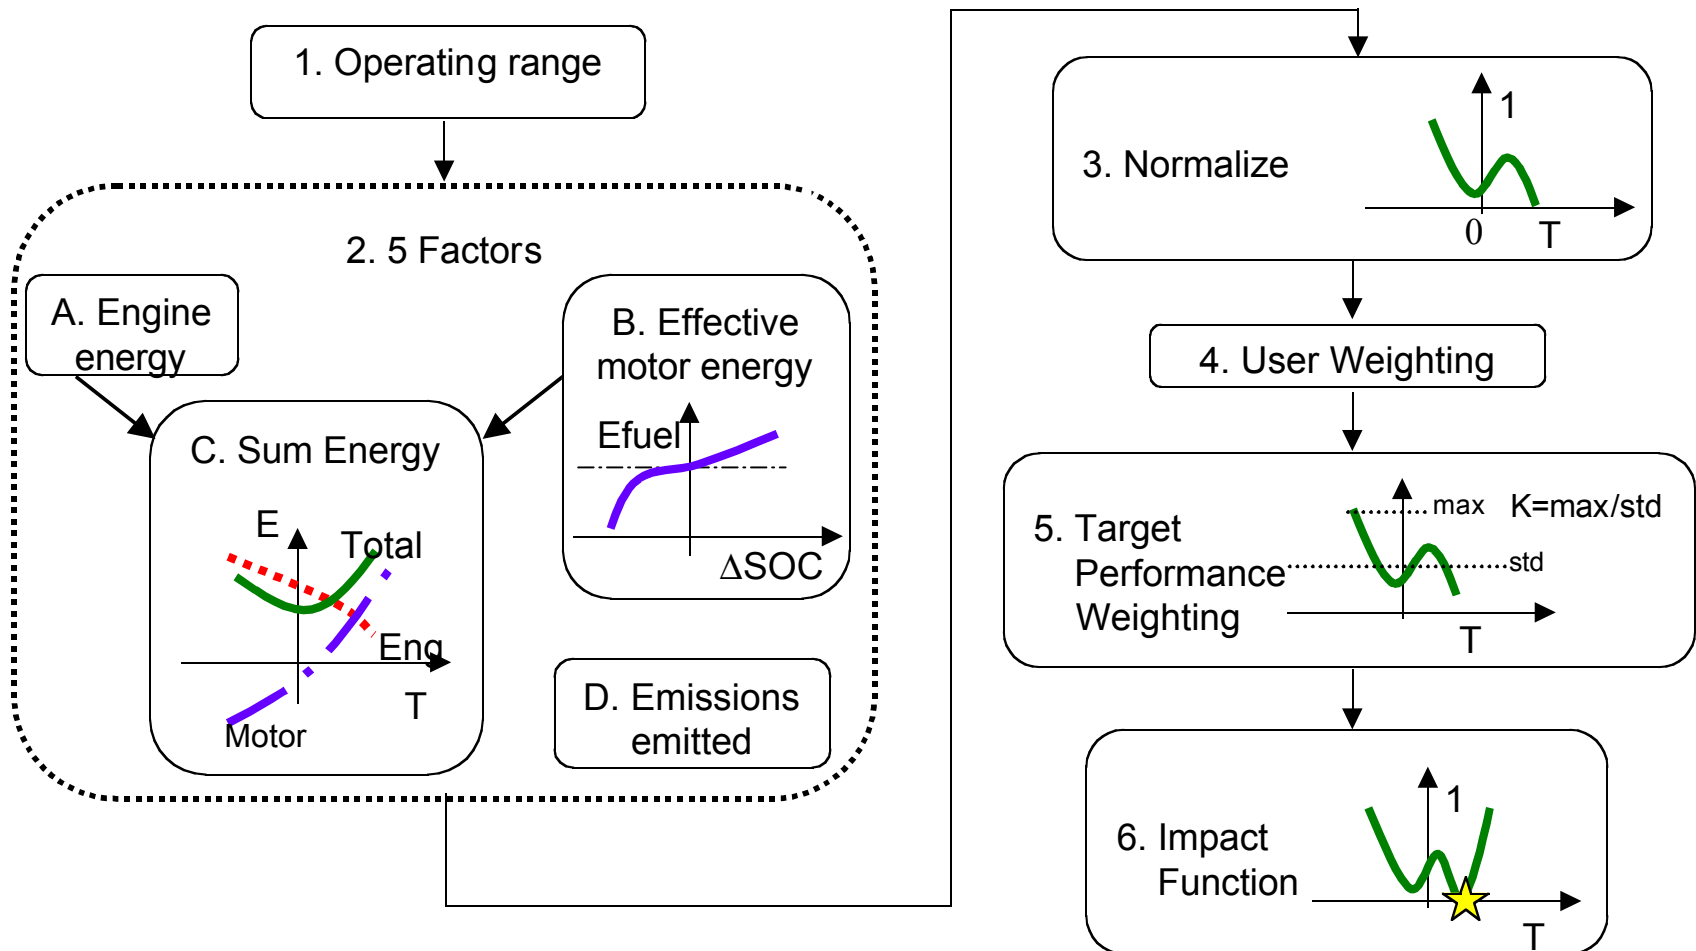 1. Operating range
2. 5 Factors
A. Engine
energy
B. Effective
motor energy
Efuel
ΔSOC
C. Sum Energy
E
Total
Eng
T
Motor
D. Emissions
emitted
3. Normalize
1
0
T
4. User Weighting
5. Target
Performance
Weighting
max
K=max/std
std
T
6. Impact
Function
1
T